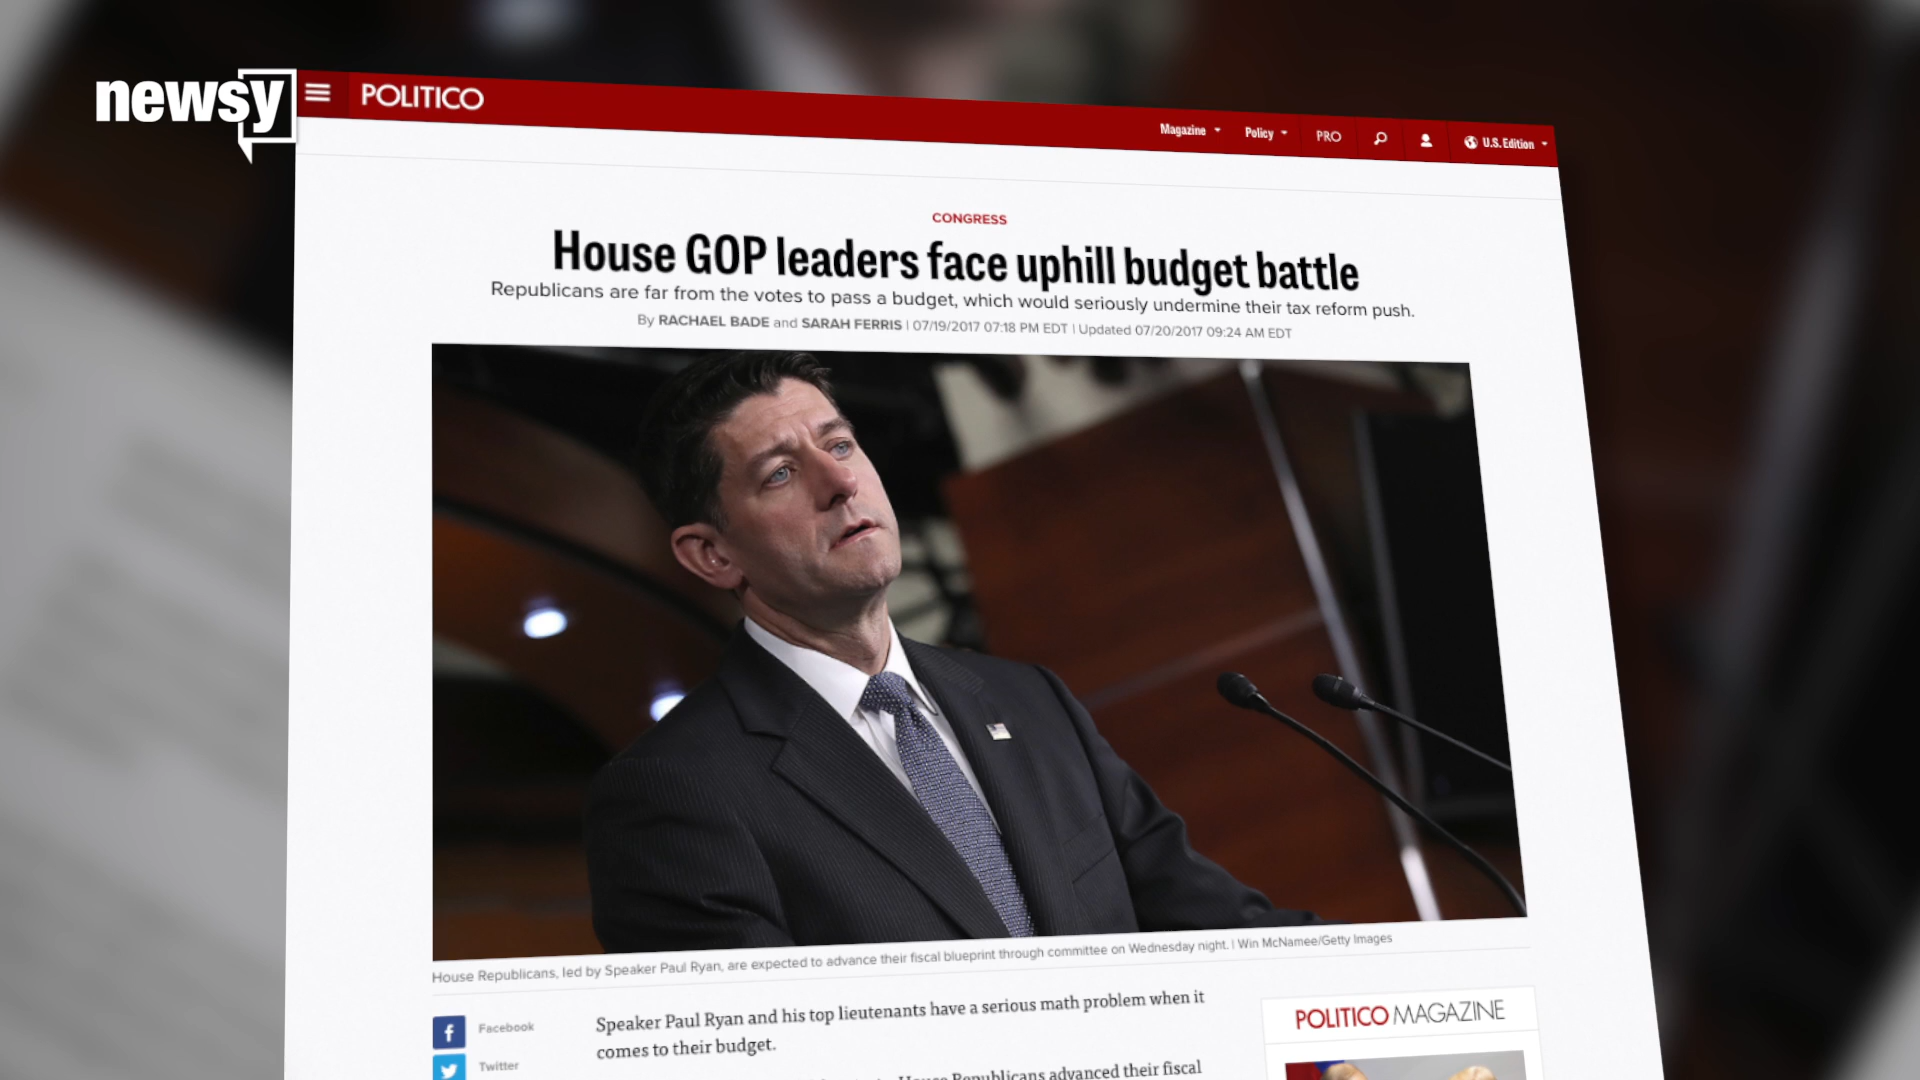 newsy
POLITICO
Magazine
Policy
PRO
U.S. Edition
CONGRESS
House GOP leaders face uphill budget battle
Republicans are far from the votes to pass a budget, which would seriously undermine their tax reform push.
By RACHAEL BADE and SARAH FERRIS | 07/19/2017 07:18 PM EDT | Updated 07/20/2017 09:24 AM EDT
House Republicans, led by Speaker Paul Ryan, are expected to advance their fiscal blueprint through committee on Wednesday night. | Win McNamee/Getty Images
f Facebook
Twitter
Speaker Paul Ryan and his top lieutenants have a serious math problem when it
comes to their budget.
House Republicans advanced their fiscal
POLITICO MAGAZINE